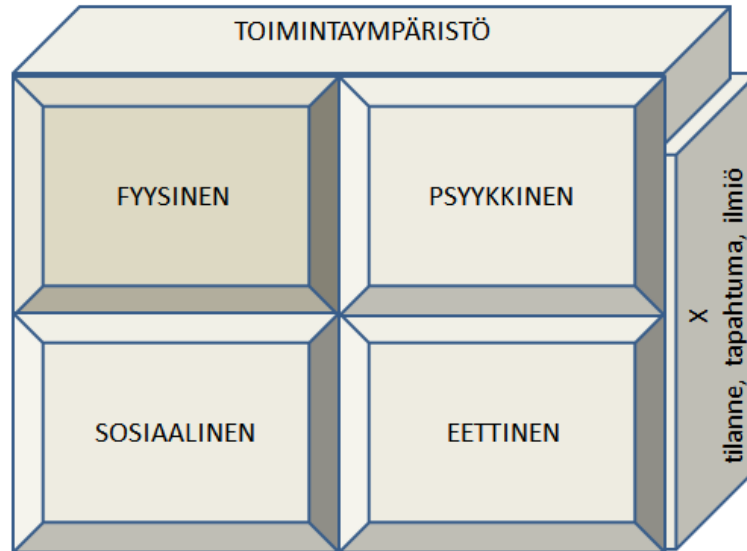 TOIMINTAYMPÄRISTÖ
FYYSINEN
PSYYKKINEN
SOSIAALINEN
EETTINEN
X
tilanne, tapahtuma, ilmiö